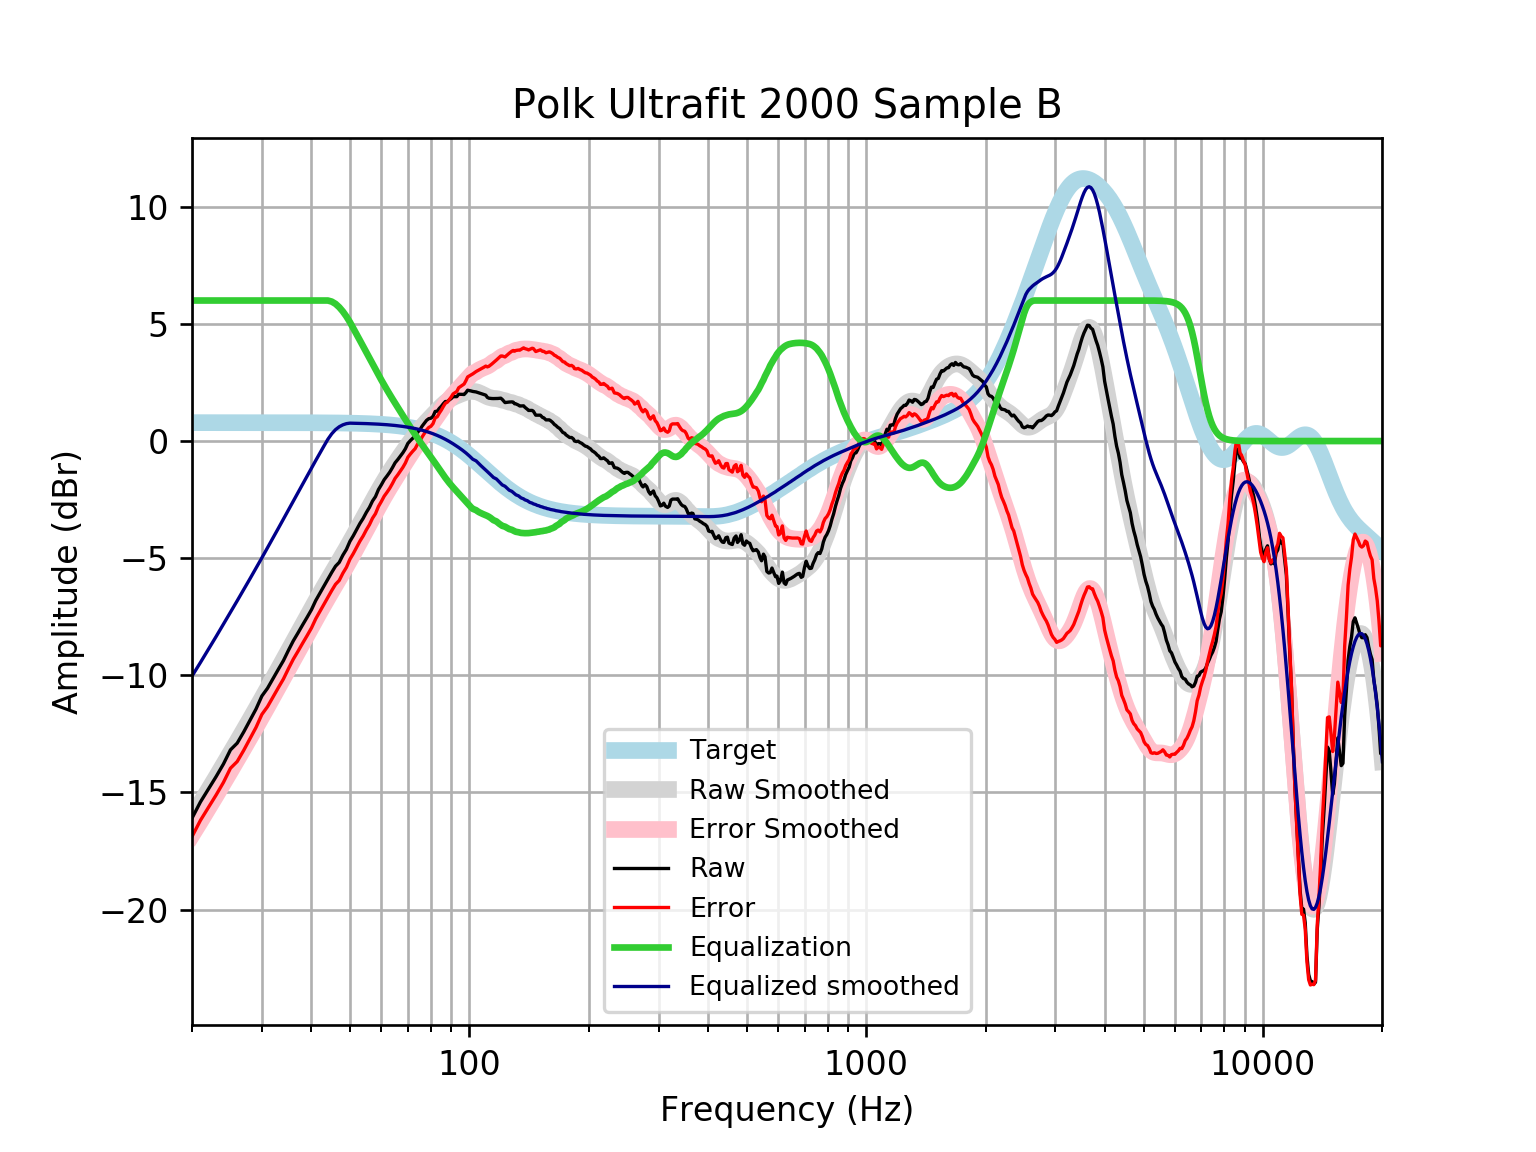 Polk Ultrafit 2000 Sample B
10
5
0
−5
−10
−15
−20
Amplitude (dBr)
Target
Raw Smoothed
Error Smoothed
Raw
Error
Equalization
Equalized smoothed
100 1000 10000
Frequency (Hz)